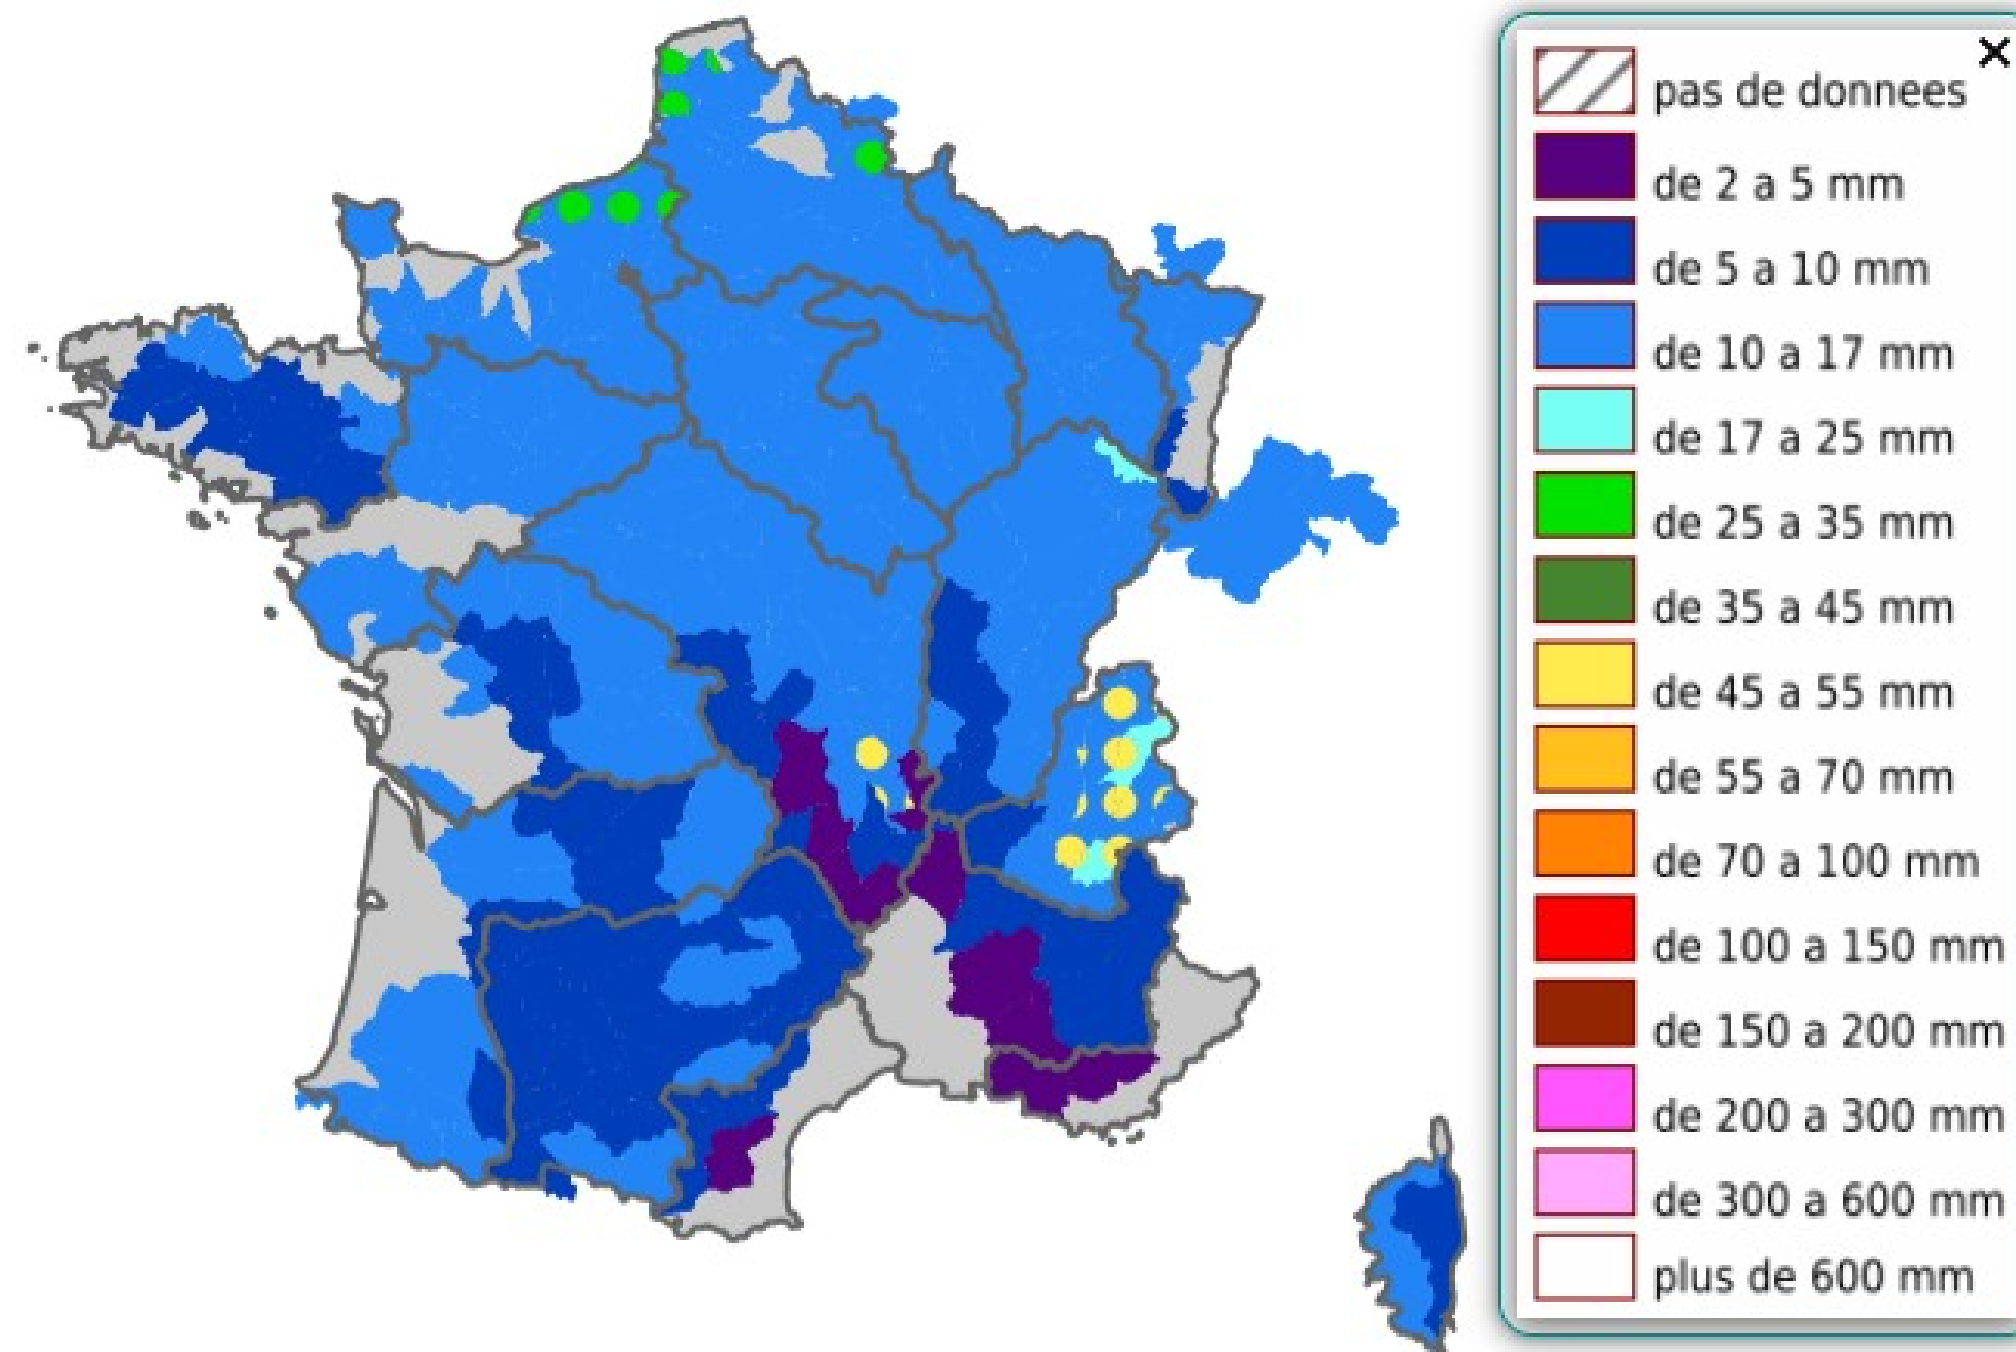 pas de donnees
de 2 a 5 mm
de 5 a 10 mm
de 10 a 17 mm
de 17 a 25 mm
de 25 a 35 mm
de 35 a 45 mm
de 45 a 55 mm
de 55 a 70 mm
de 70 a 100 mm
de 100 a 150 mm
de 150 a 200 mm
de 200 a 300 mm
de 300 a 600 mm
plus de 600 mm